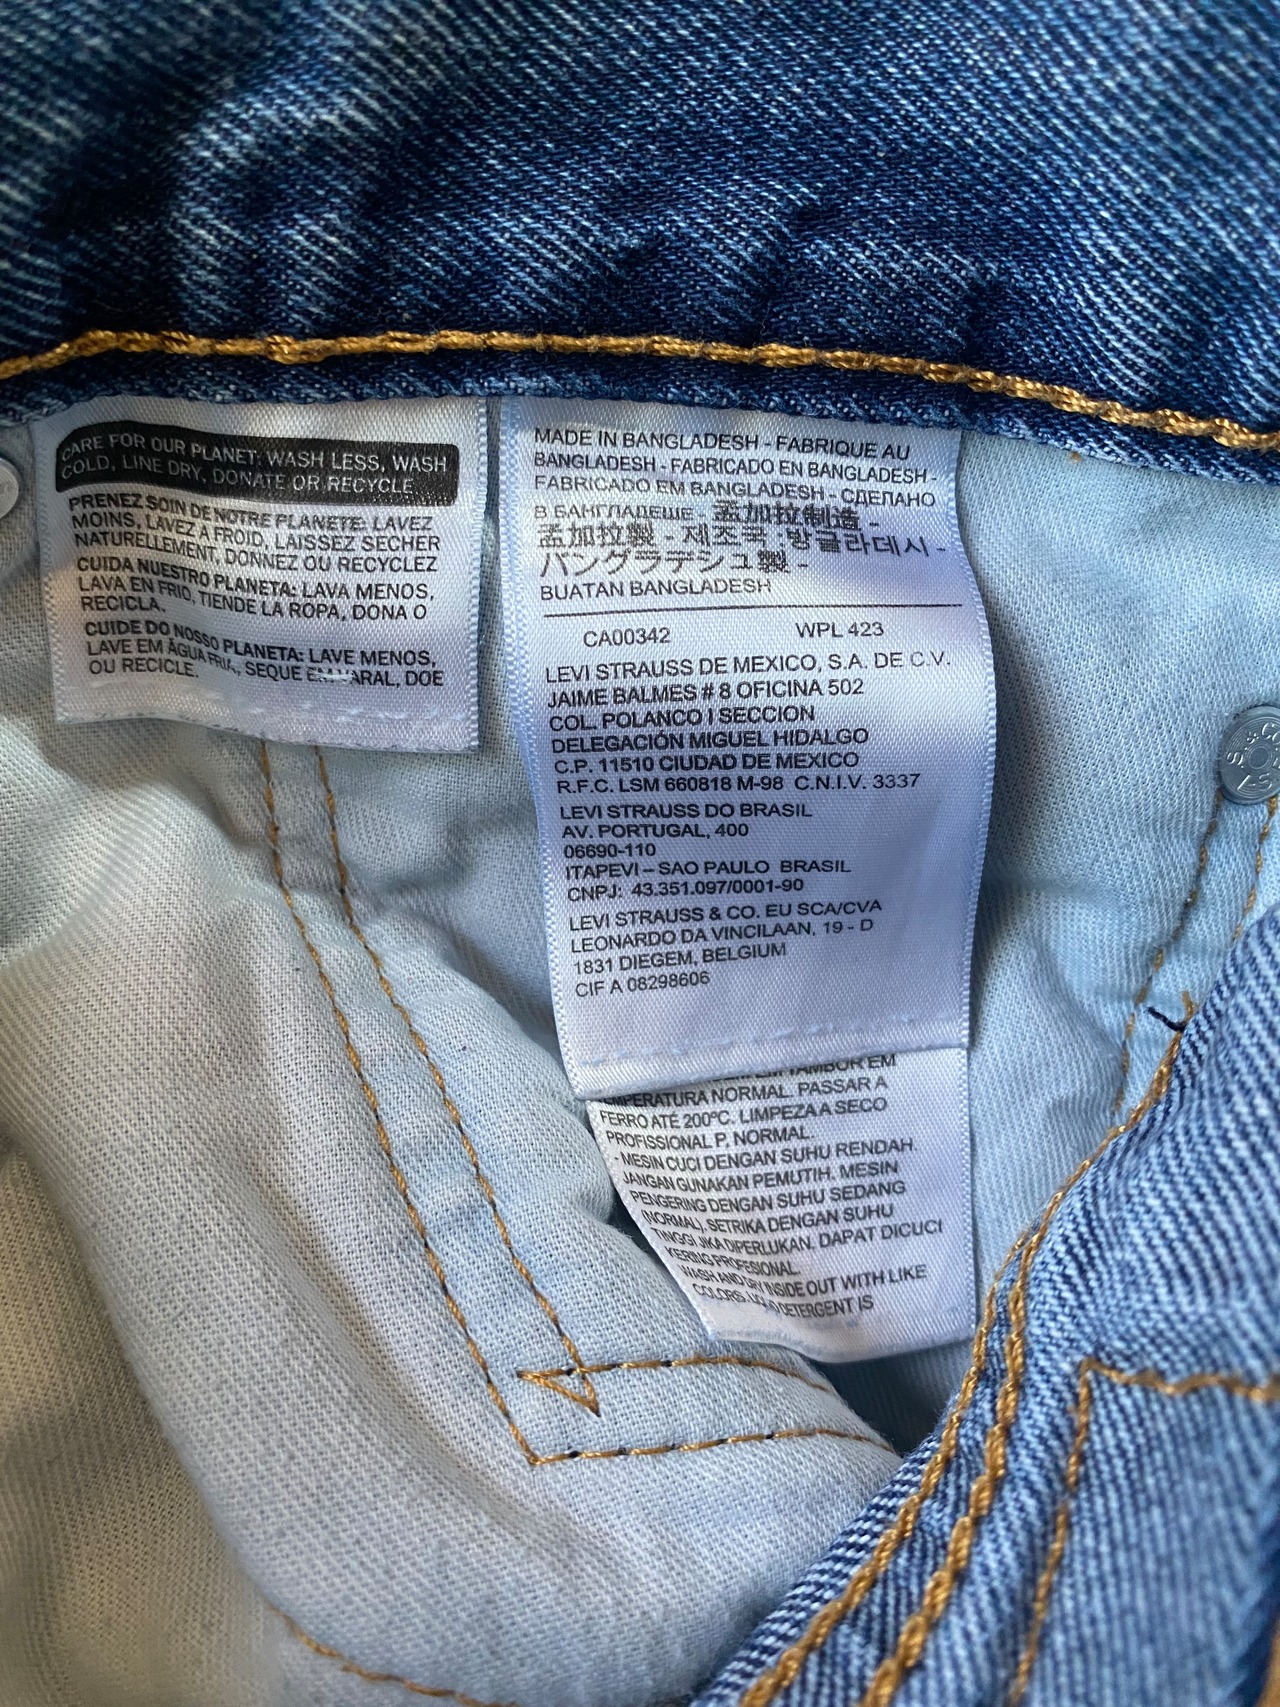 CARE FOR OUR PLANET: WASH LESS, WASH
COLD, LINE DRY, DONATE OR RECYCLE
PRENEZ SOIN DE NOTRE PLANETE: LAVEZ
MOINS, LAVEZ A FROID, LAISSEZ SECHER
NATURELLEMENT, DONNEZ OU RECYCLEZ
CUIDA NUESTRO PLANETA: LAVA MENOS,
LAVA EN FRIO, TIENDE LA ROPA, DONA O
RECICLA.
CUIDE DO NOSSO PLANETA: LAVE MENOS,
LAVE EM ÀGUA FRIA, SEQUE EM VARAL, DOE
OU RECICLE.
MADE IN BANGLADESH - FABRIQUE AU
BANGLADESH - FABRICADO EN BANGLADESH -
FABRICADO EM BANGLADESH - СДЕЛАНО
В БАНГЛАДЕШЕ - 孟加拉制造 -
孟加拉製 - 제조국 :방글라데시 -
バングラデシュ製 -
BUATAN BANGLADESH
CA00342 WPL 423
LEVI STRAUSS DE MEXICO, S.A. DE C.V.
JAIME BALMES # 8 OFICINA 502
COL. POLANCO I SECCION
DELEGACIÓN MIGUEL HIDALGO
C.P. 11510 CIUDAD DE MEXICO
R.F.C. LSM 660818 M-98 C.N.I.V. 3337
LEVI STRAUSS DO BRASIL
AV. PORTUGAL, 400
06690-110
ITAPEVI – SAO PAULO BRASIL
CNPJ: 43.351.097/0001-90
LEVI STRAUSS & CO. EU SCA/CVA
LEONARDO DA VINCILAAN, 19 - D
1831 DIEGEM, BELGIUM
CIF A 08298606
EM TAMBOR EM
TEMPERATURA NORMAL. PASSAR A
FERRO ATÉ 200ºC. LIMPEZA A SECO
PROFISSIONAL P, NORMAL.
- MESIN CUCI DENGAN SUHU RENDAH.
JANGAN GUNAKAN PEMUTIH. MESIN
PENGERING DENGAN SUHU SEDANG
(NORMAL). SETRIKA DENGAN SUHU
TINGGI JIKA DIPERLUKAN. DAPAT DICUCI
KERING PROFESIONAL.
WASH AND DRY INSIDE OUT WITH LIKE
COLORS. LIQUID DETERGENT IS